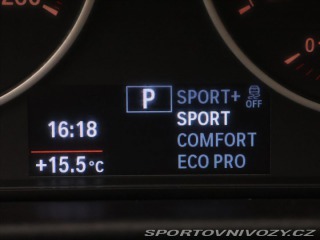 P
SPORT+
OFF
16:18
SPORT
COMFORT
+15.5°C
ECO PRO
SPORTOVNIVOZY.CZ